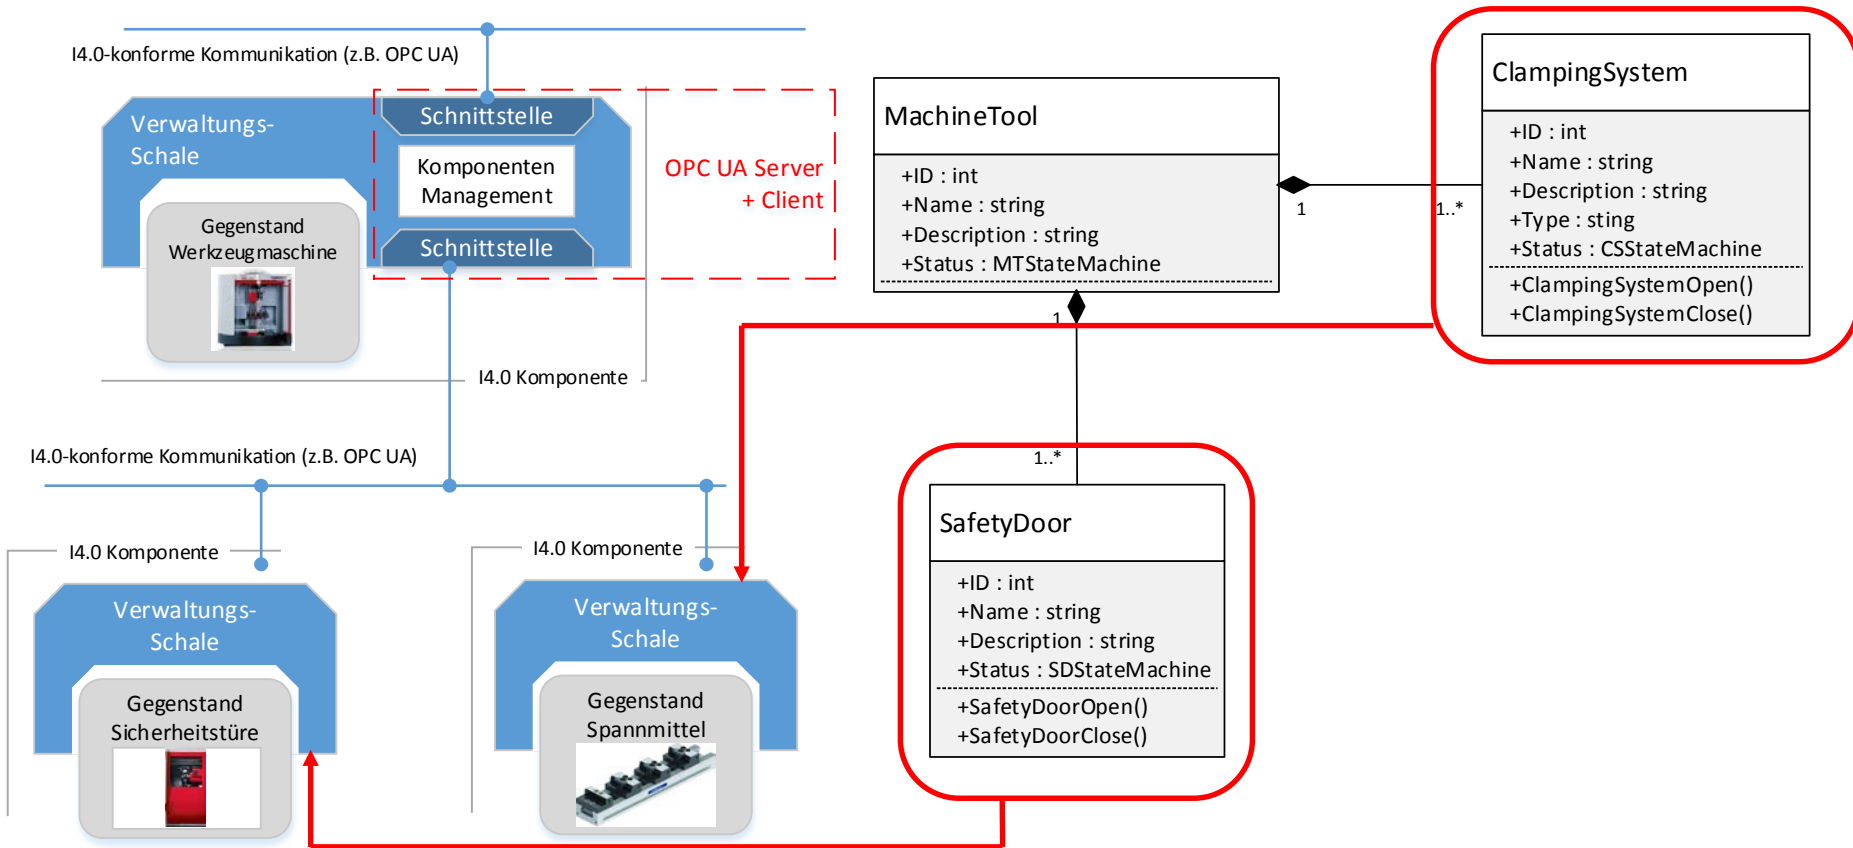 I4.0-konforme Kommunikation (z.B. OPC UA)
Verwaltungs-
Schale
Schnittstelle
Komponenten
Management
Schnittstelle
OPC UA Server
+ Client
Gegenstand
Werkzeugmaschine
I4.0 Komponente
I4.0-konforme Kommunikation (z.B. OPC UA)
I4.0 Komponente
Verwaltungs-
Schale
Gegenstand
Sicherheitstüre
I4.0 Komponente
Verwaltungs-
Schale
Gegenstand
Spannmittel
MachineTool
+ID : int
+Name : string
+Description : string
+Status : MTStateMachine
1
1..*
ClampingSystem
+ID : int
+Name : string
+Description : string
+Type : sting
+Status : CSStateMachine
+ClampingSystemOpen()
+ClampingSystemClose()
1
1..*
SafetyDoor
+ID : int
+Name : string
+Description : string
+Status : SDStateMachine
+SafetyDoorOpen()
+SafetyDoorClose()